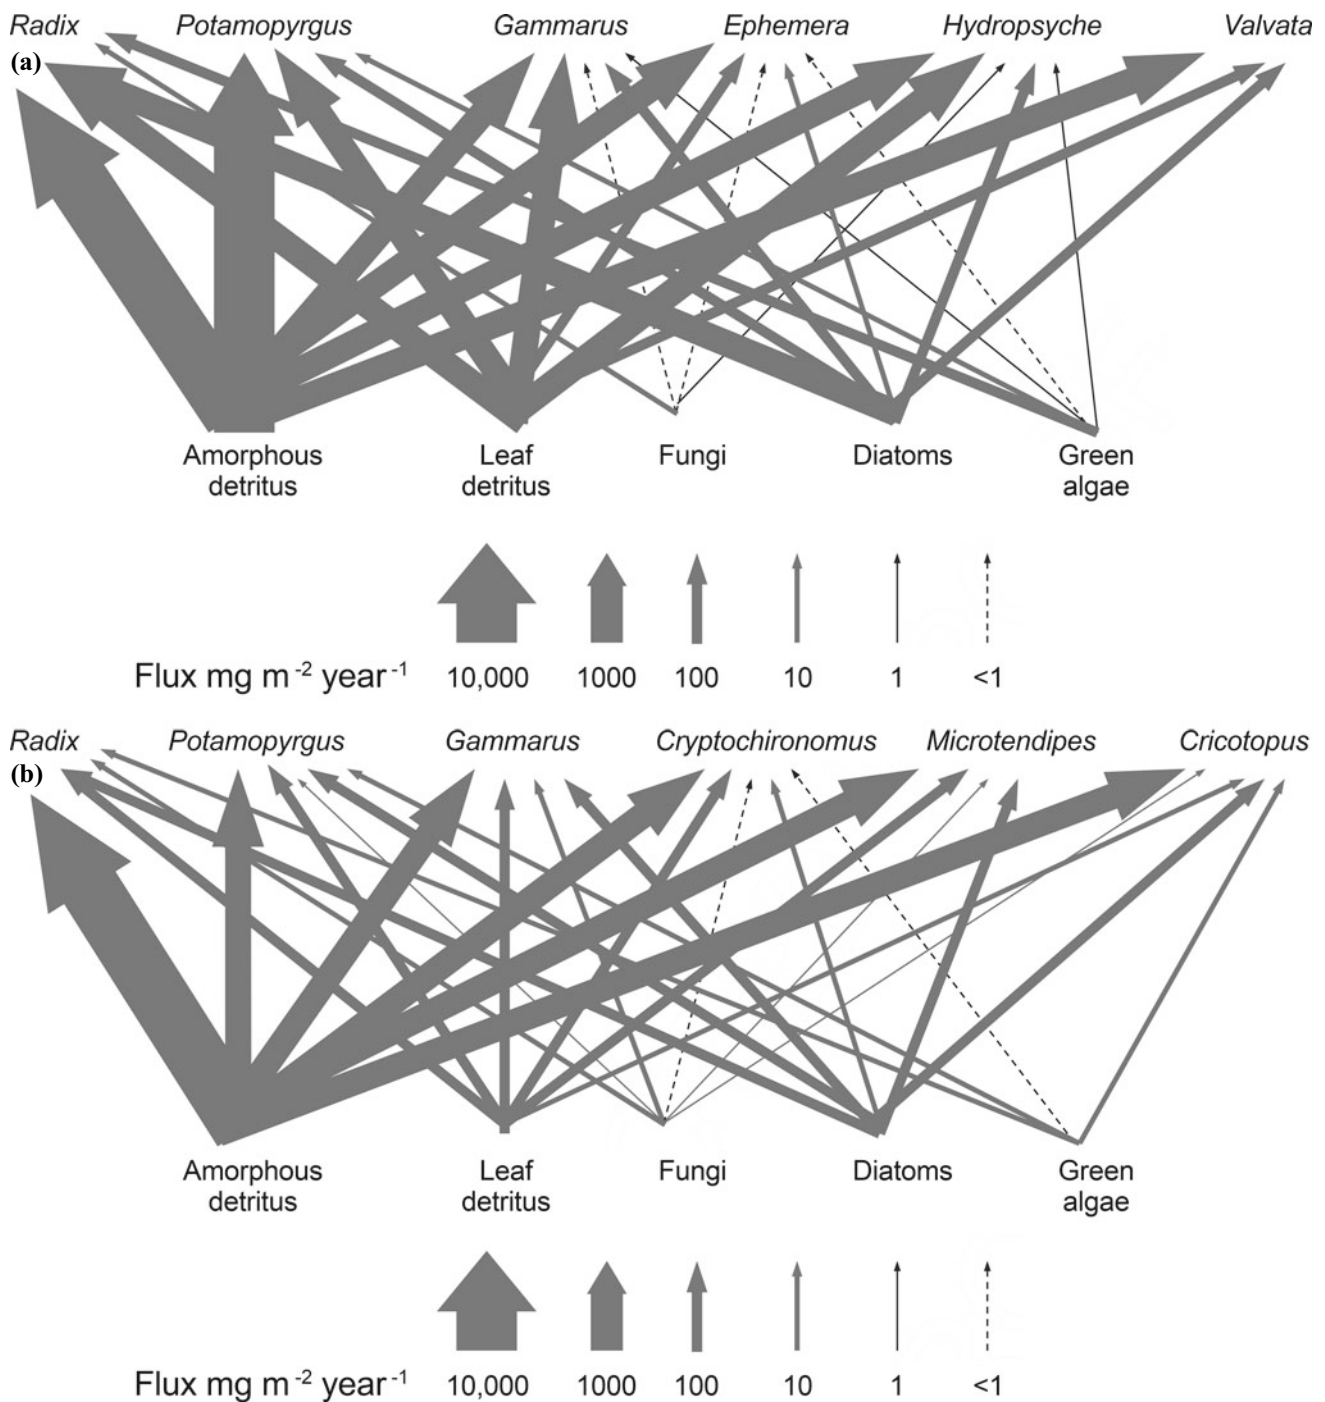 Radix Potamopyrgus Gammarus Ephemera Hydropsyche Valvata
(a)
Amorphous detritus Leaf detritus Fungi Diatoms Green algae
Flux mg m-2 year-1 10,000 1000 100 10 1 <1
Radix Potamopyrgus Gammarus Cryptochironomus Microtendipes Cricotopus
(b)
Amorphous detritus Leaf detritus Fungi Diatoms Green algae
Flux mg m-2 year-1 10,000 1000 100 10 1 <1